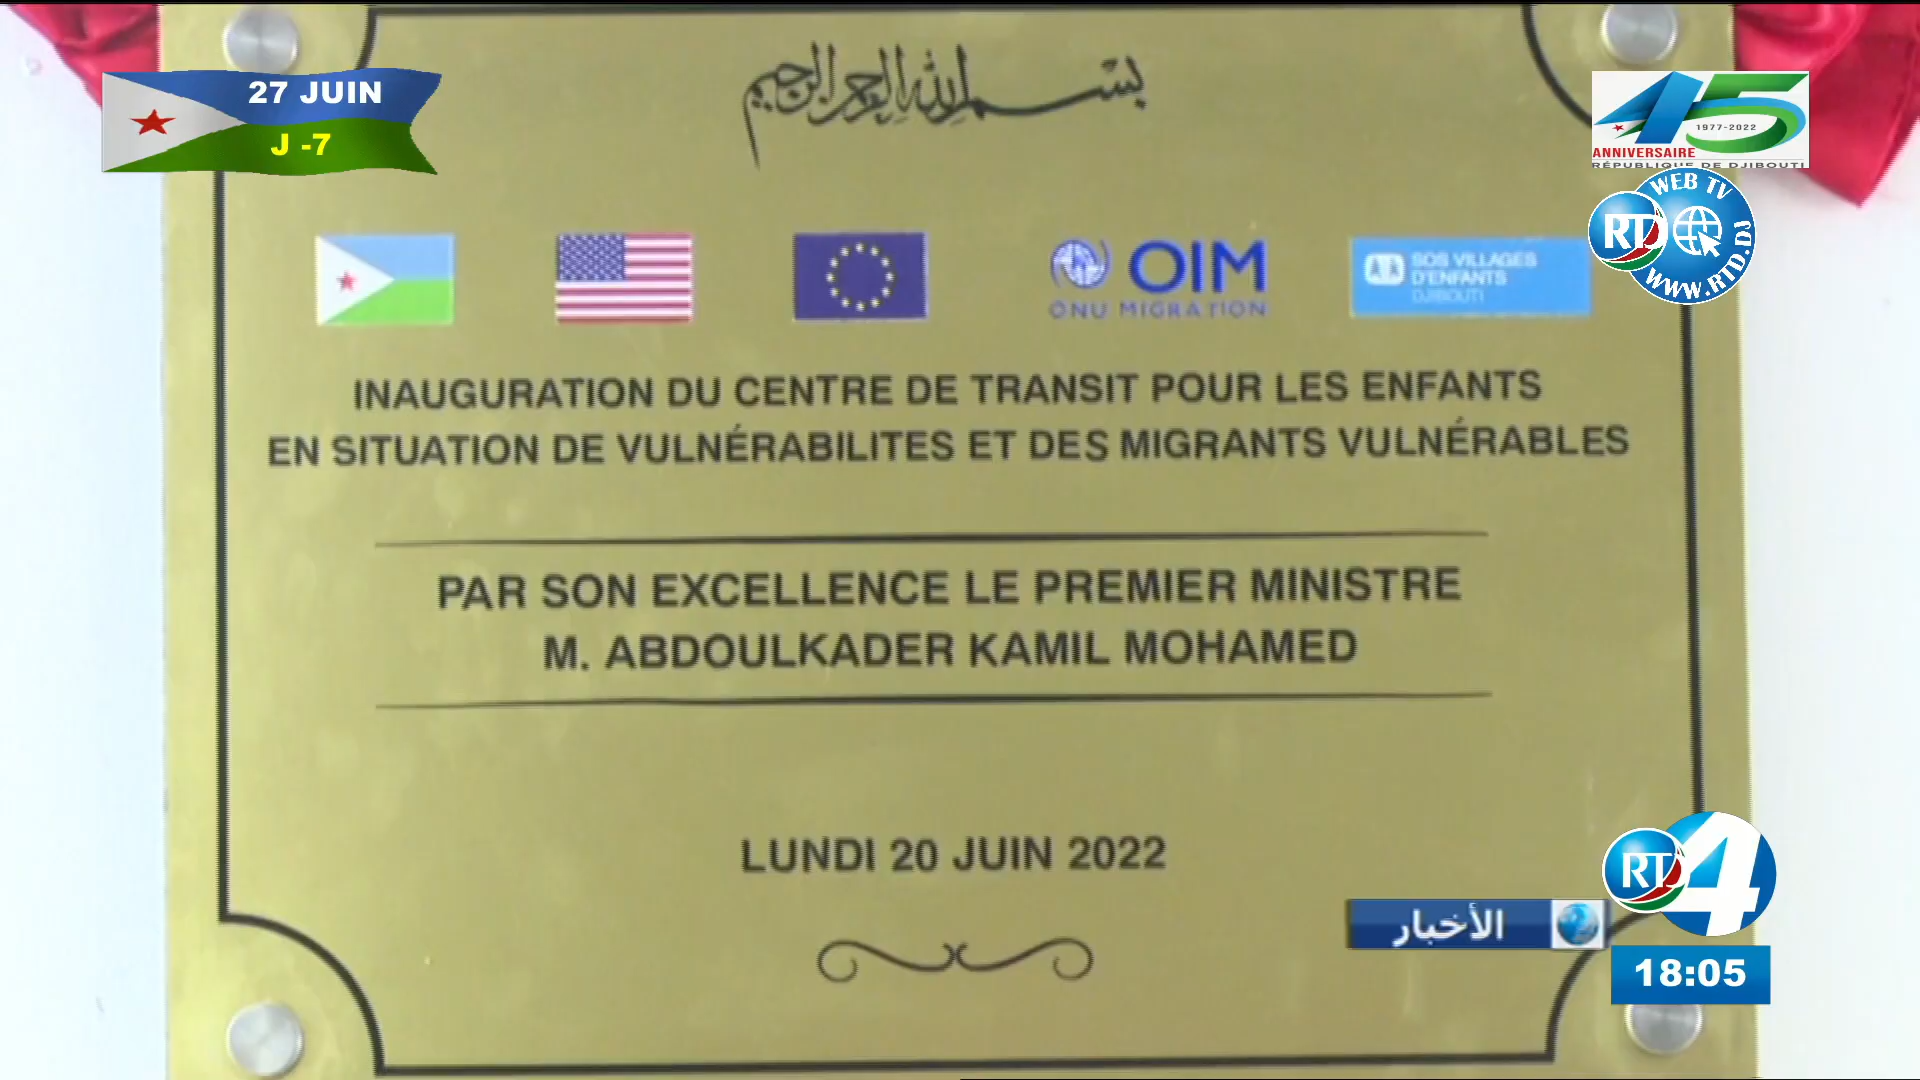 بسم الله الرحمن الرحيم
27 JUIN
J -7
1977-2022
ANNIVERSAIRE
RÉPUBLIQUE DE DJIBOUTI
WEB TV
RTD
WWW.RTD.DJ
OIM
ONU MIGRATION
SOS VILLAGES
D'ENFANTS
DJIBOUTI
INAUGURATION DU CENTRE DE TRANSIT POUR LES ENFANTS
EN SITUATION DE VULNÉRABILITES ET DES MIGRANTS VULNÉRABLES
PAR SON EXCELLENCE LE PREMIER MINISTRE
M. ABDOULKADER KAMIL MOHAMED
LUNDI 20 JUIN 2022
RTD 4
الأخبار
18:05